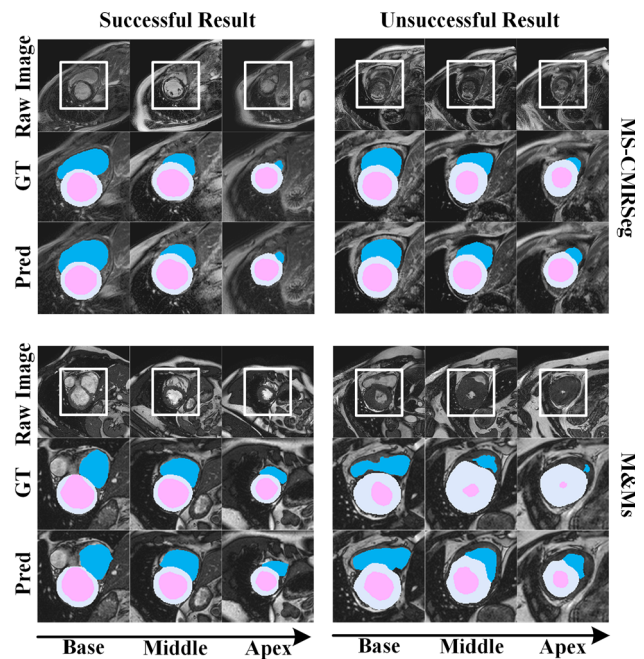 Successful Result
Unsuccessful Result
Raw Image
GT
Pred
MS-CMRSeg
Raw Image
GT
Pred
M&Ms
Base
Middle
Apex
Base
Middle
Apex